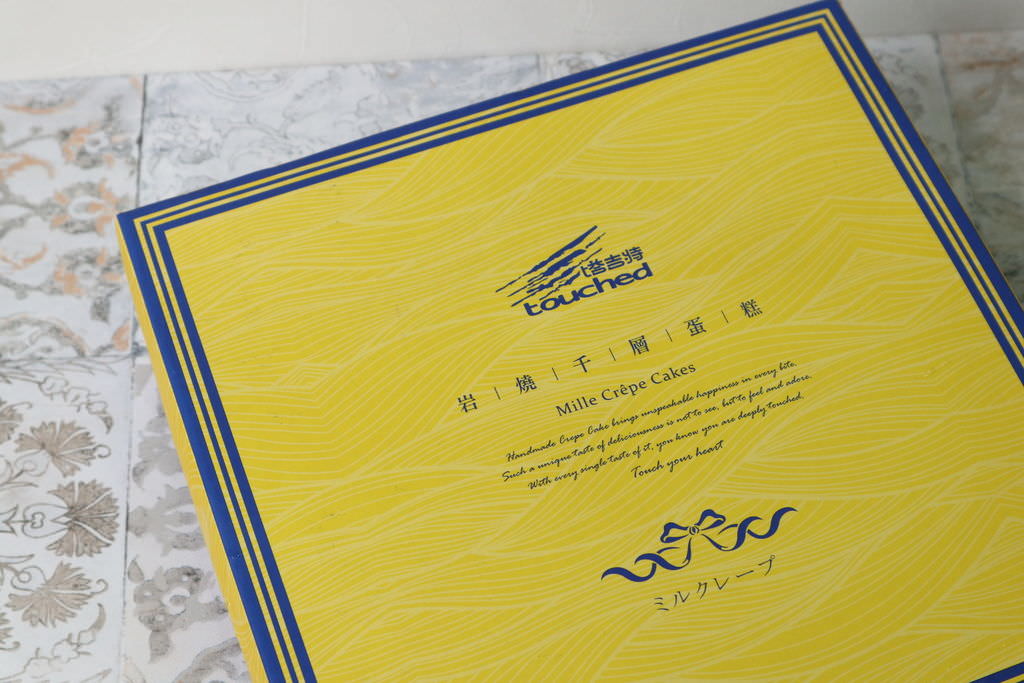 塔吉特
touched
岩｜燒｜千｜層｜蛋｜糕
Mille Crêpe Cakes
Handmade Crepe Cake brings unspeakable happiness in every bite.
Such a unique taste of deliciousness is not to see, but to feel and adore.
With every single taste of it, you know you are deeply touched.
Touch your heart
ミルクレープ